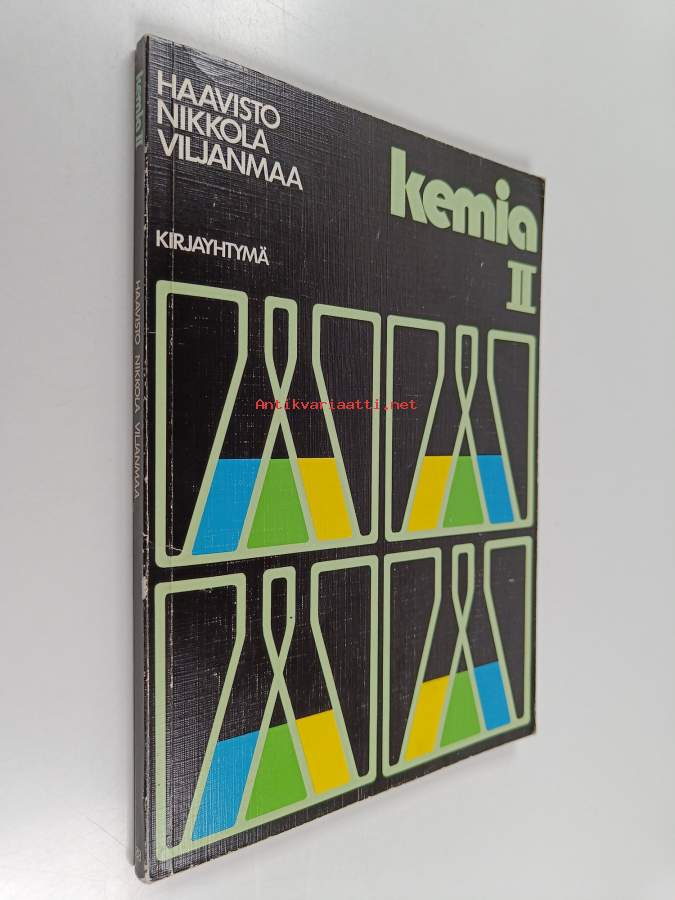 HAAVISTO
NIKKOLA
VILJANMAA
kemia
II
KIRJAYHTYMÄ
kemia II
HAAVISTO NIKKOLA VILJANMAA
Antikvariaatti.net